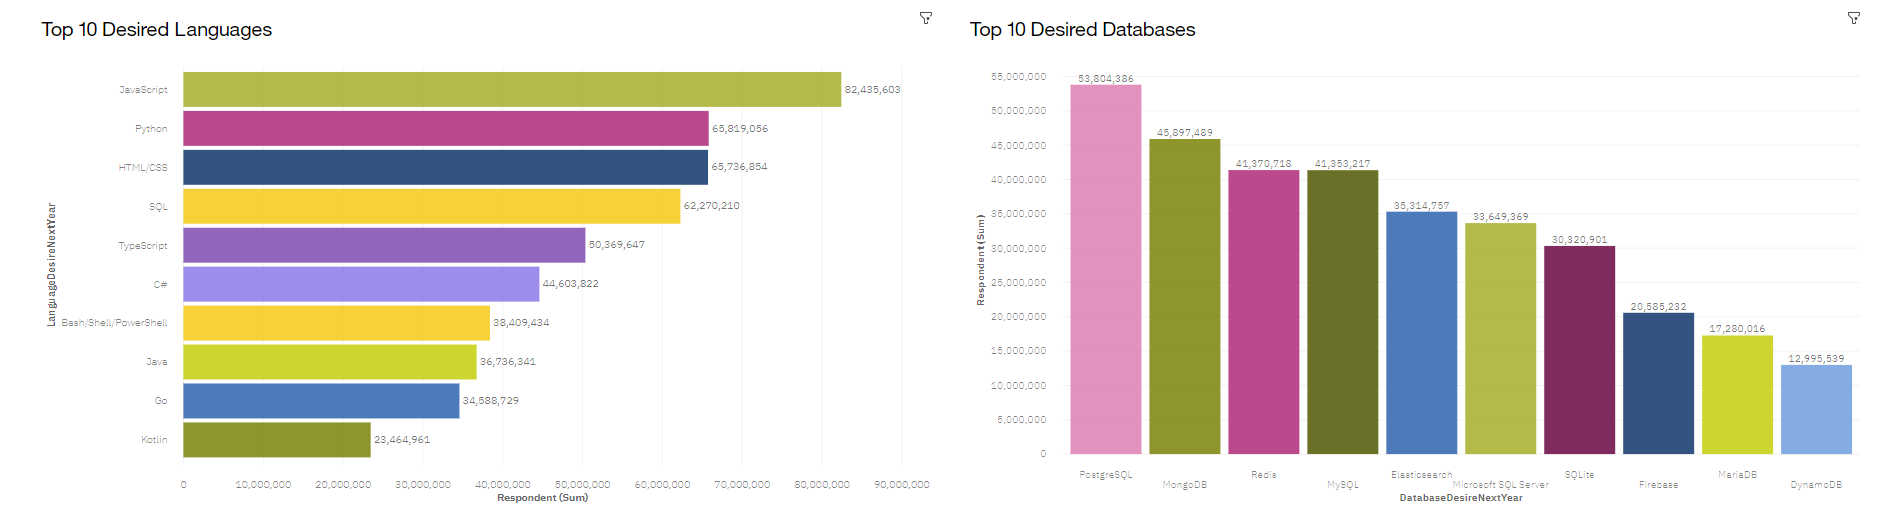 Top 10 Desired Languages
LanguageDesireNextYear
JavaScript 82,435,603
Python 65,819,056
HTML/CSS 65,736,854
SQL 62,270,210
TypeScript 50,369,647
C# 44,603,822
Bash/Shell/PowerShell 38,409,434
Java 36,736,341
Go 34,588,729
Kotlin 23,464,961
0 10,000,000 20,000,000 30,000,000 40,000,000 50,000,000 60,000,000 70,000,000 80,000,000 90,000,000
Respondent (Sum)
Top 10 Desired Databases
Respondent (Sum)
55,000,000
50,000,000
45,000,000
40,000,000
35,000,000
30,000,000
25,000,000
20,000,000
15,000,000
10,000,000
5,000,000
0
53,804,386
45,897,489
41,370,718
41,353,217
35,314,757
33,649,369
30,320,901
20,585,232
17,280,016
12,995,539
PostgreSQL MongoDB Redis MySQL Elasticsearch Microsoft SQL Server SQLite Firebase MariaDB DynamoDB
DatabaseDesireNextYear